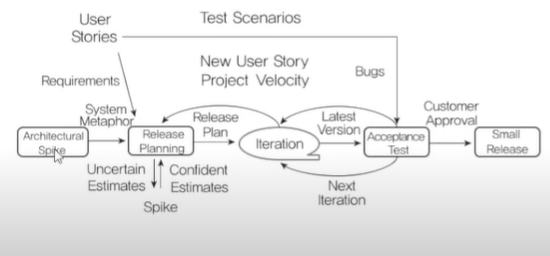 User
Stories
Test Scenarios
New User Story
Project Velocity
Bugs
Requirements
System
Metaphor
Release
Plan
Latest
Version
Customer
Approval
Architectural
Spike
Release
Planning
Iteration
Acceptance
Test
Small
Release
Uncertain
Estimates
Confident
Estimates
Next
Iteration
Spike